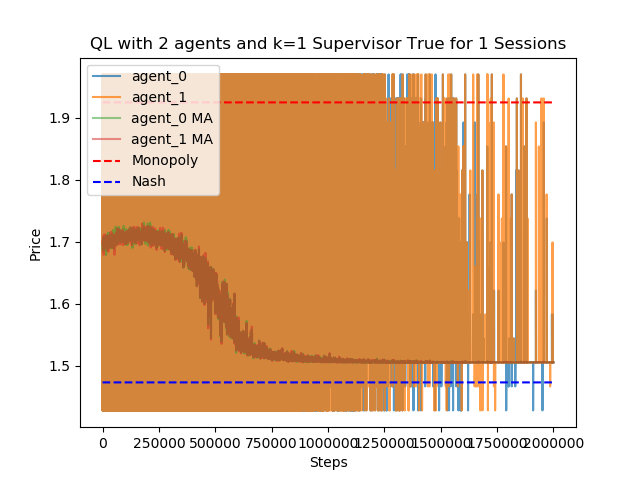 QL with 2 agents and k=1 Supervisor True for 1 Sessions
agent_0
agent_1
agent_0 MA
agent_1 MA
Monopoly
Nash
Price
1.9
1.8
1.7
1.6
1.5
0 250000 500000 750000 1000000 1250000 1500000 1750000 2000000
Steps